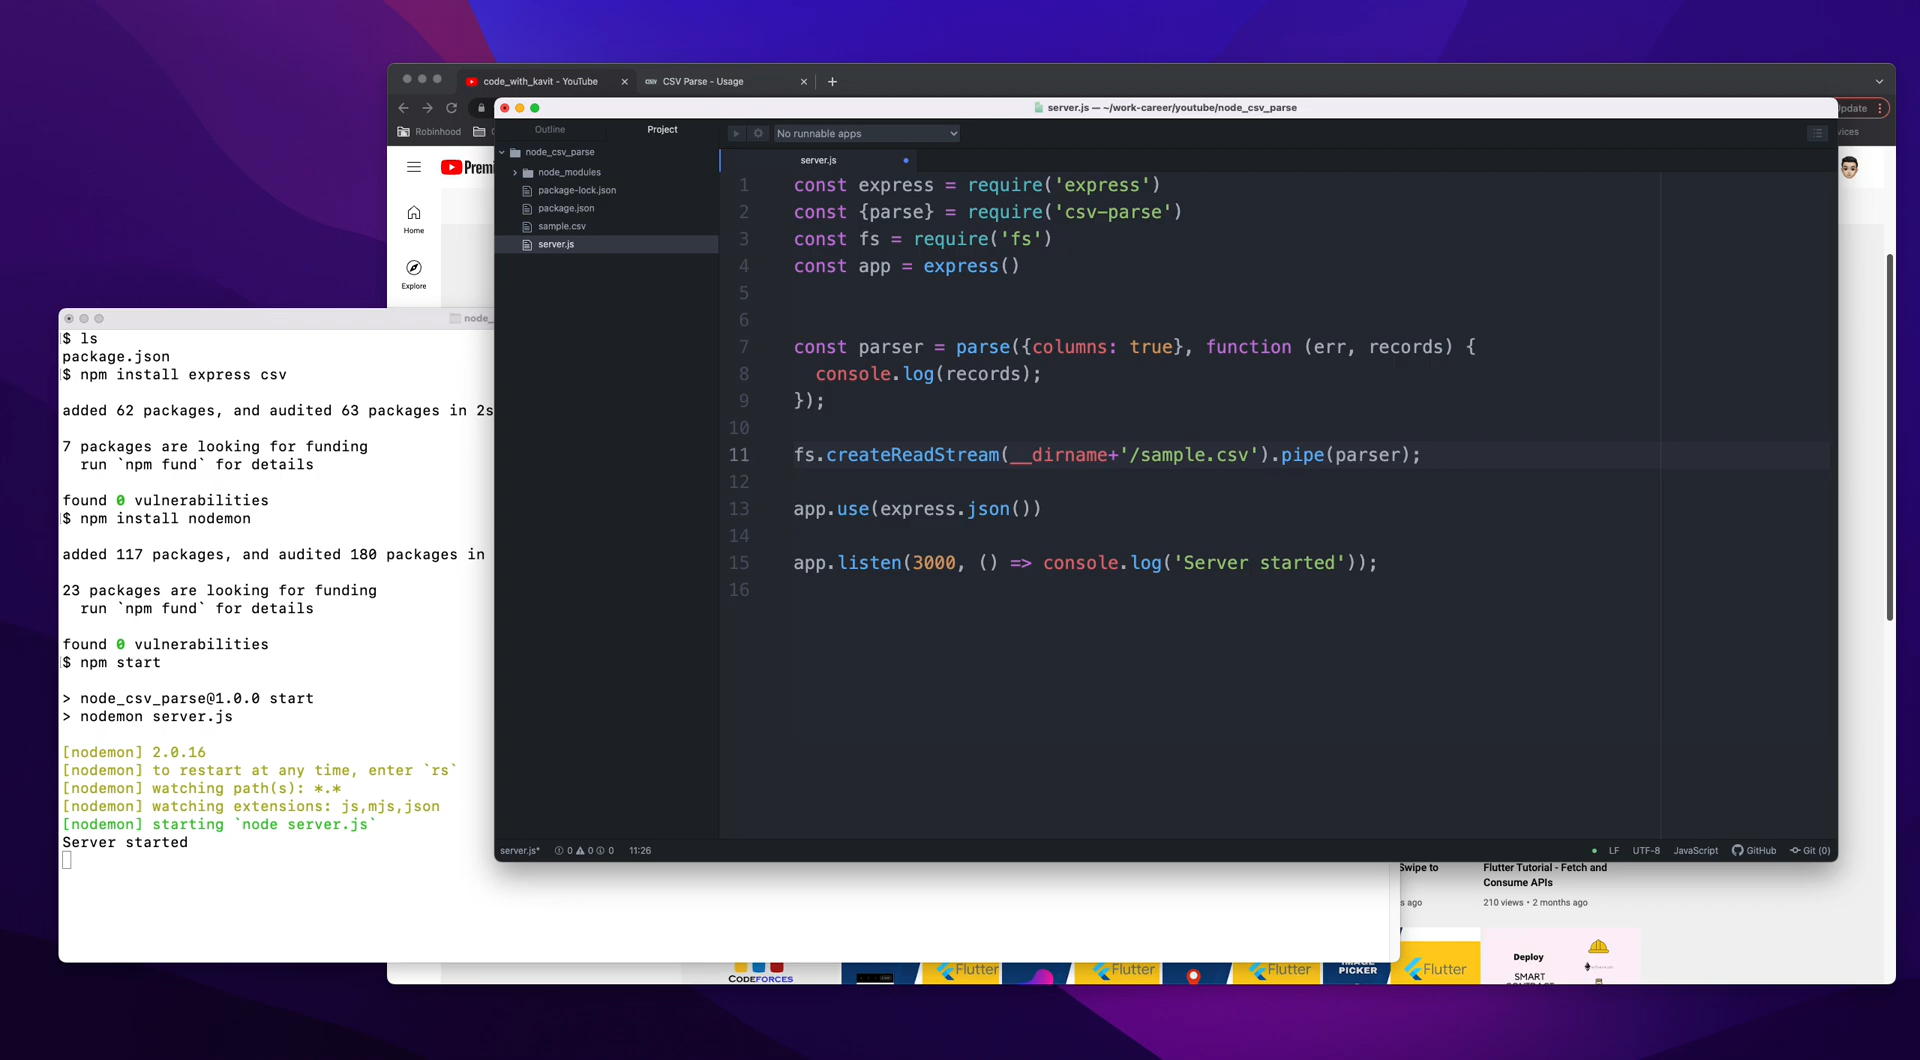 code_with_kavit - YouTube
CSV Parse - Usage
server.js — ~/work-career/youtube/node_csv_parse
Robinhood
Home
Explore
Outline
Project
No runnable apps
node_csv_parse
node_modules
package-lock.json
package.json
sample.csv
server.js
server.js
1 const express = require('express')
2 const {parse} = require('csv-parse')
3 const fs = require('fs')
4 const app = express()
5
6
7 const parser = parse({columns: true}, function (err, records) {
8 console.log(records);
9 });
10
11 fs.createReadStream(__dirname+'/sample.csv').pipe(parser);
12
13 app.use(express.json())
14
15 app.listen(3000, () => console.log('Server started'));
16
server.js* 0 0 0 11:26
LF UTF-8 JavaScript GitHub Git (0)
$ ls
package.json
$ npm install express csv
added 62 packages, and audited 63 packages in 2s
7 packages are looking for funding
run `npm fund` for details
found 0 vulnerabilities
$ npm install nodemon
added 117 packages, and audited 180 packages in
23 packages are looking for funding
run `npm fund` for details
found 0 vulnerabilities
$ npm start
> node_csv_parse@1.0.0 start
> nodemon server.js
[nodemon] 2.0.16
[nodemon] to restart at any time, enter `rs`
[nodemon] watching path(s): *.*
[nodemon] watching extensions: js,mjs,json
[nodemon] starting `node server.js`
Server started
Swipe to
s ago
Flutter Tutorial - Fetch and
Consume APIs
210 views • 2 months ago
CODEFORCES
Flutter
Flutter
Flutter
PICKER
Flutter
Deploy
SMART